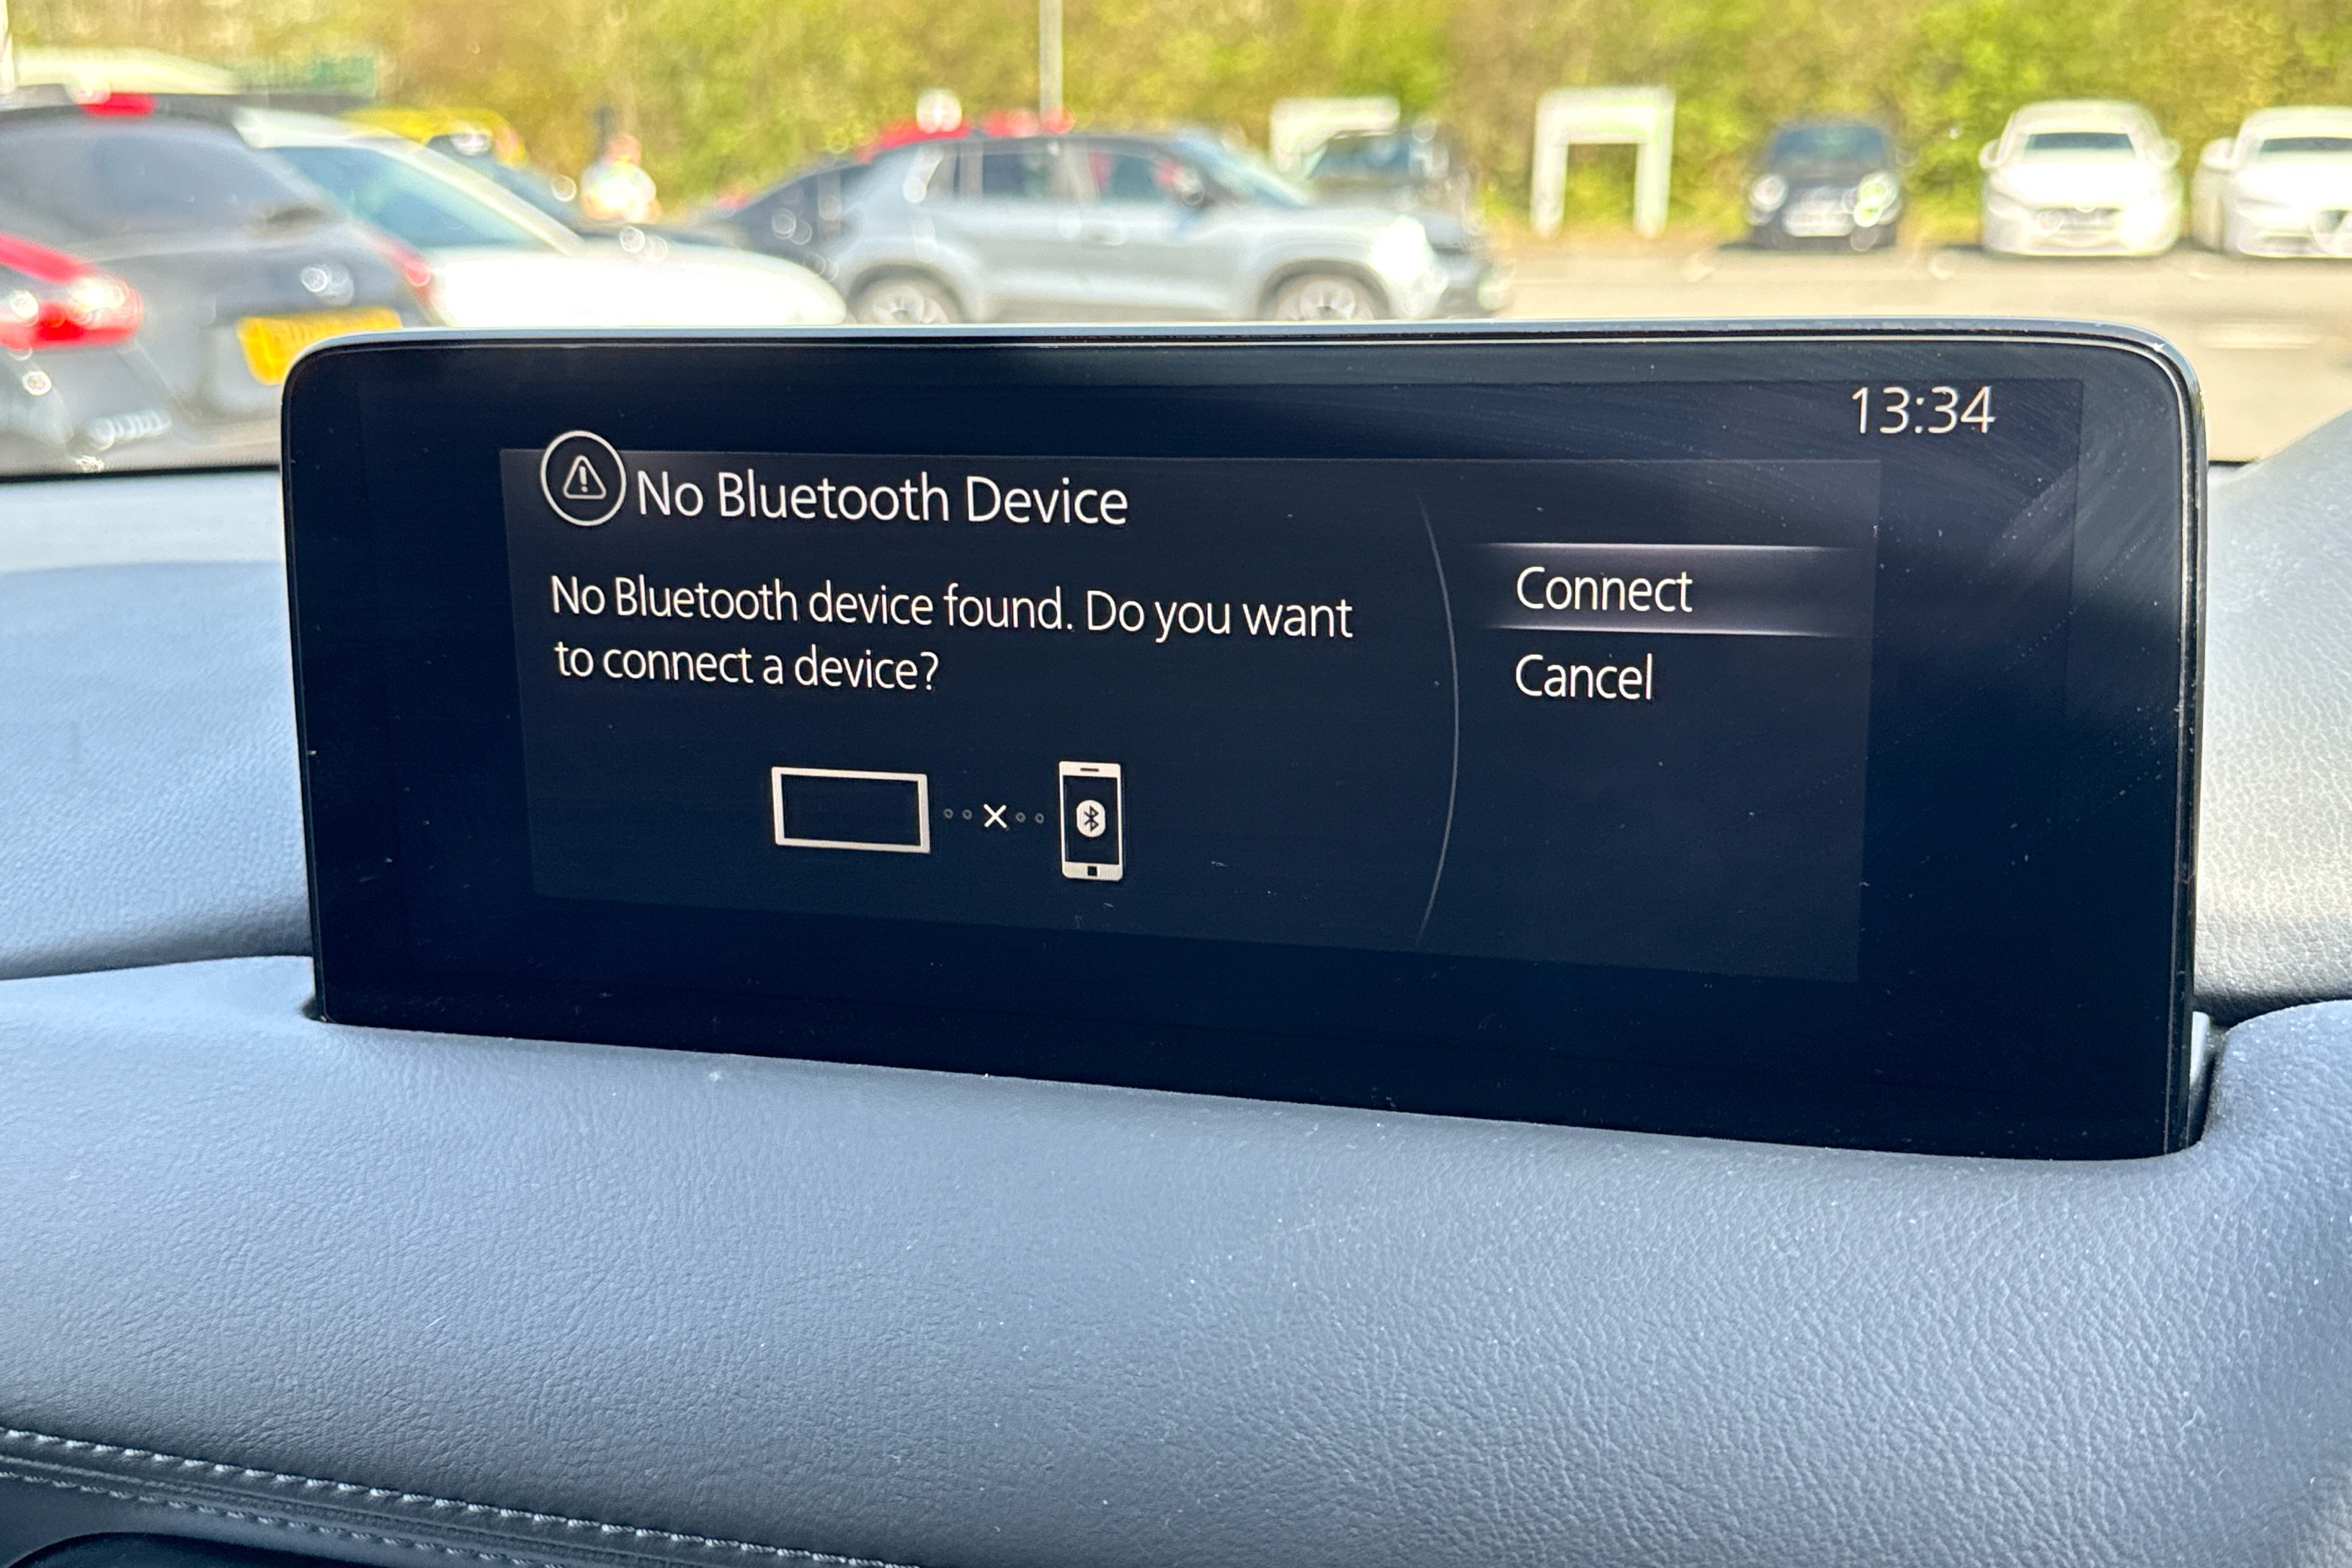 13:34
No Bluetooth Device
No Bluetooth device found. Do you want
to connect a device?
Connect
Cancel